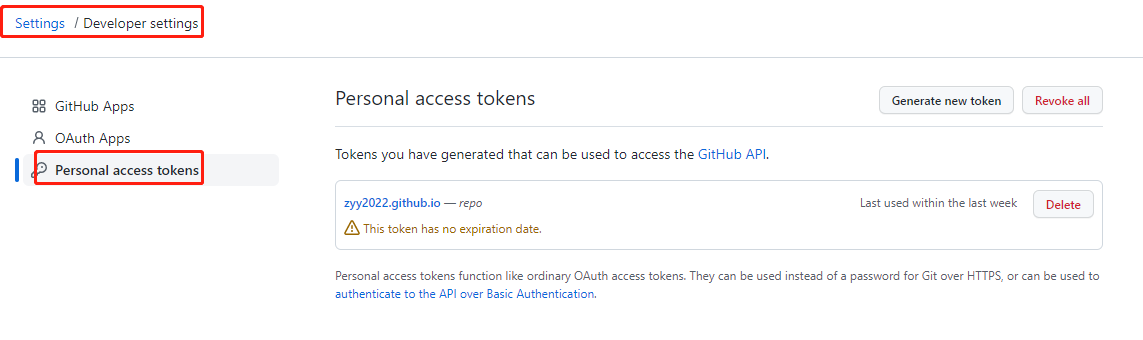 Settings / Developer settings
GitHub Apps
OAuth Apps
Personal access tokens
Personal access tokens
Generate new token
Revoke all
Tokens you have generated that can be used to access the GitHub API.
zyy2022.github.io — repo
Last used within the last week
Delete
This token has no expiration date.
Personal access tokens function like ordinary OAuth access tokens. They can be used instead of a password for Git over HTTPS, or can be used to
authenticate to the API over Basic Authentication.